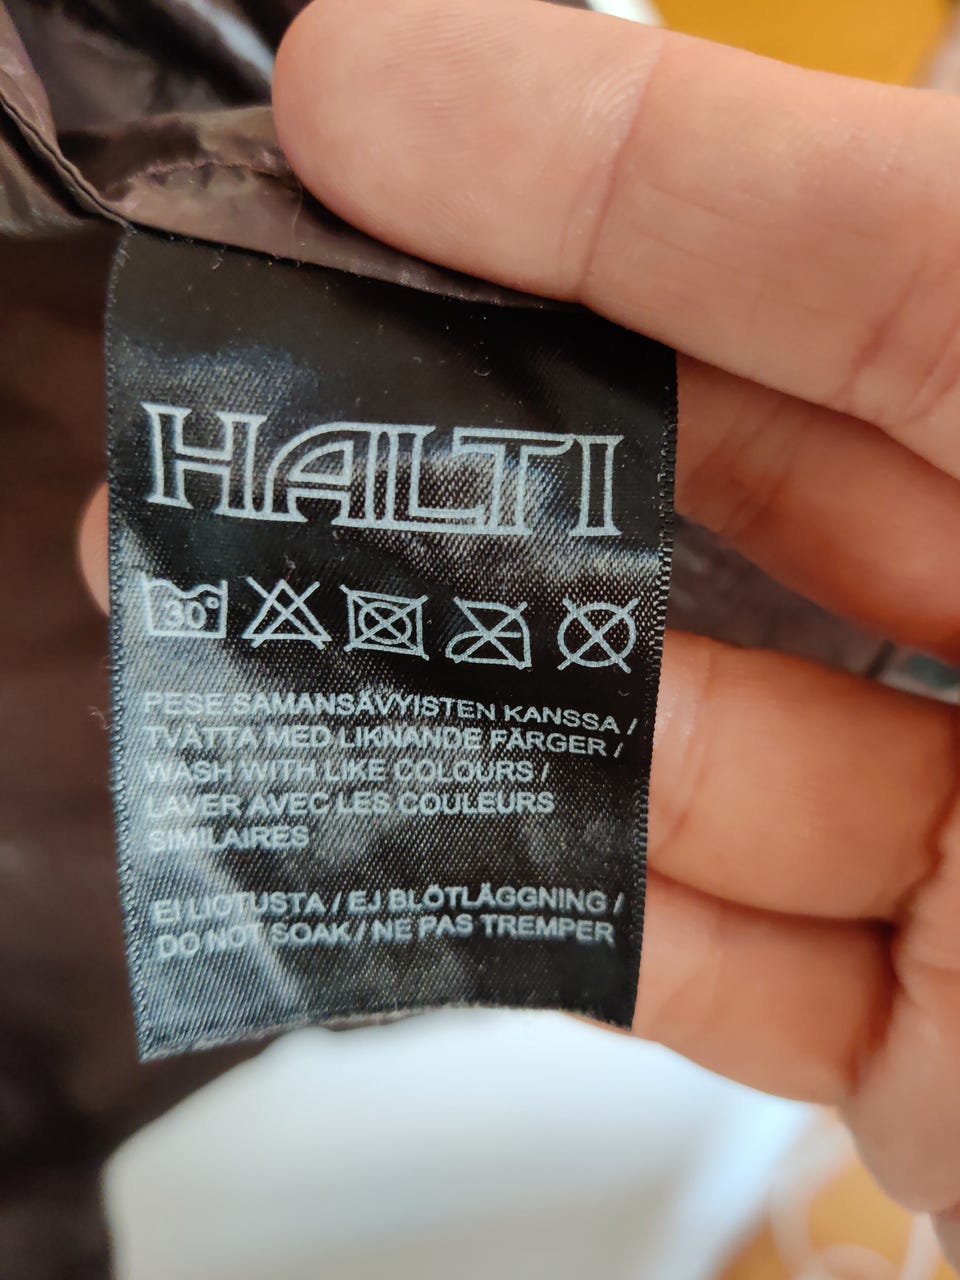 HALTI
30°
PESE SAMANSÄVYISTEN KANSSA /
TVÄTTA MED LIKNANDE FÄRGER /
WASH WITH LIKE COLOURS /
LAVER AVEC LES COULEURS
SIMILAIRES
EI LIOTUSTA / EJ BLÖTLÄGGNING /
DO NOT SOAK / NE PAS TREMPER